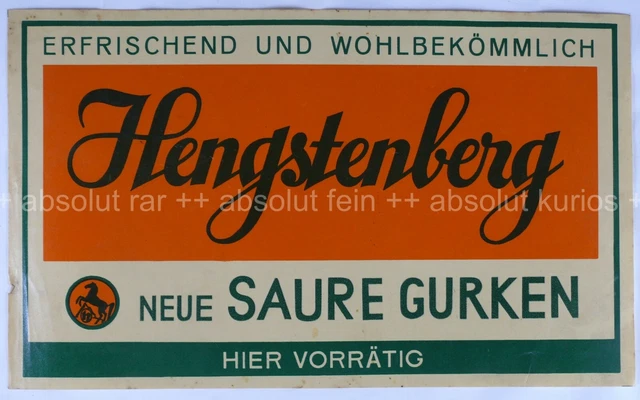 ERFRISCHEND UND WOHLBEKÖMMLICH
Hengstenberg
+!absolut rar ++ absolut fein ++ absolut kurios +
NEUE SAURE GURKEN
HIER VORRÄTIG